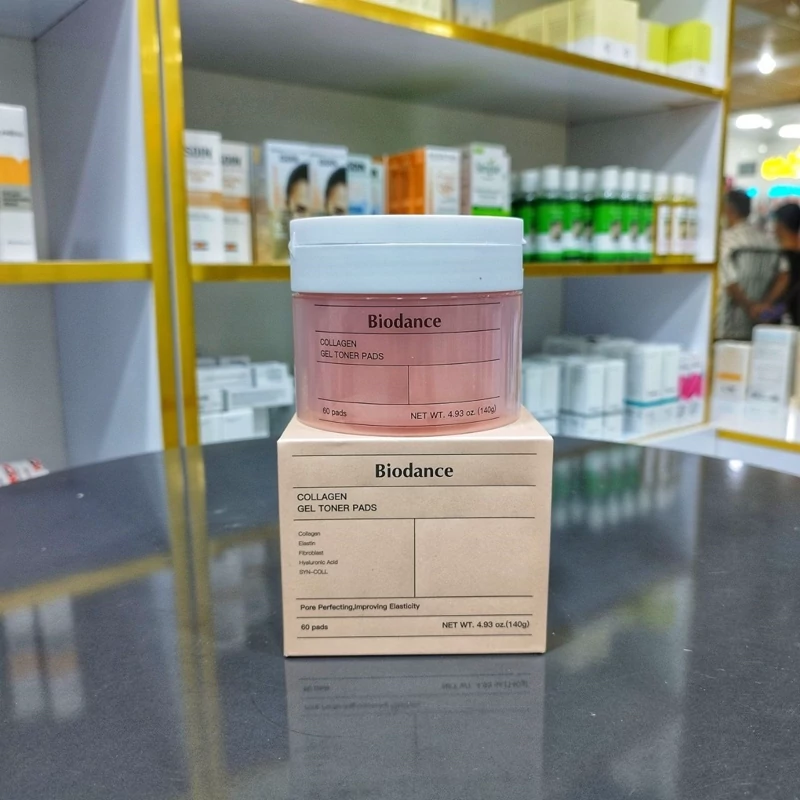 Biodance
COLLAGEN
GEL TONER PADS
60 pads
NET WT. 4.93 oz. (140g)
Biodance
COLLAGEN
GEL TONER PADS
Collagen
Elastin
Fibroblast
Hyaluronic Acid
SYN-COLL
Pore Perfecting,Improving Elasticity
60 pads
NET WT. 4.93 oz.(140g)